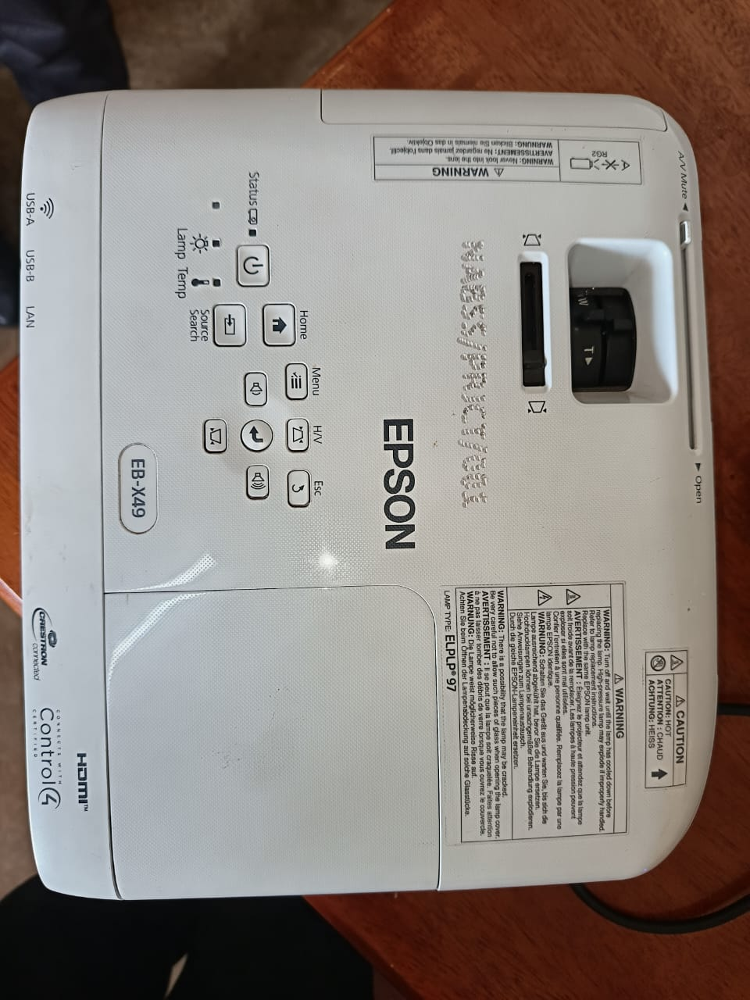 A/V Mute
Open
RG2
WARNING
WARNING: Never look into the lens.
AVERTISSEMENT: Ne regardez jamais dans l'objectif.
WARNUNG: Blicken Sie niemals in das Objektiv.
W
T
CAUTION
CAUTION: HOT
ATTENTION : CHAUD
ACHTUNG: HEISS
WARNING
WARNING: Turn off and wait until the lamp has cooled down before
replacing the lamp. High-pressure lamp may explode if improperly handled.
Refer to lamp replacement instructions.
Replace with the same EPSON lamp unit.
AVERTISSEMENT : Éteignez le projecteur et attendez que la lampe
soit froide avant de la remplacer. Les lampes à haute pression peuvent
exploser si elles sont mal utilisées.
Confier l'entretien à une personne qualifiée. Remplacez la lampe par une
lampe EPSON identique.
WARNUNG: Schalten Sie das Gerät aus und warten Sie, bis sich die
Lampe ausreichend abgekühlt hat, bevor Sie die Lampe ersetzen.
Hochdrucklampen können bei unsachgemäßer Behandlung explodieren.
Siehe Anweisungen zum Lampenaustausch.
Durch die gleiche EPSON-Lampeneinheit ersetzen.
WARNING: There is a possibility that the lamp may be cracked.
Be very careful not to allow such pieces of glass when opening the lamp cover.
AVERTISSEMENT : Il se peut que la lampe soit craquelée. Faites attention
à ne pas laisser tomber des débris de verre lorsque vous ouvrez le couvercle.
WARNUNG: Die Lampe weist möglicherweise Risse auf.
Achten Sie beim Öffnen der Lampenabdeckung auf solche Glasstücke.
LAMP TYPE: ELPLP 97
EPSON
Home
Menu
H/V
Esc
Status
Source
Search
Lamp
Temp
EB-X49
HDMI™
USB-A
USB-B
LAN
CRESTRON
connected
CONNECTS WITH
Control4
CERTIFIED